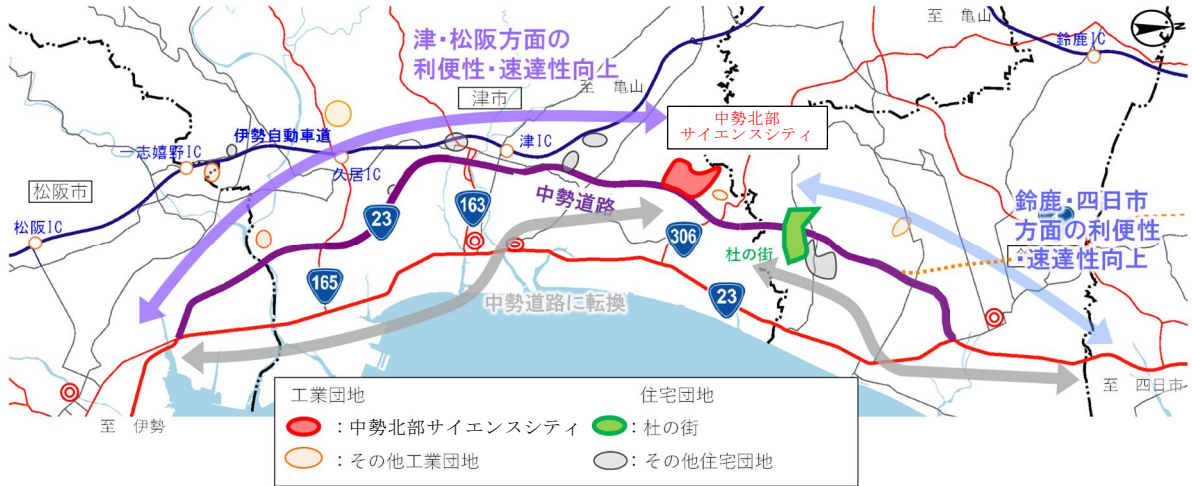 至 亀山
鈴鹿IC
津・松阪方面の
利便性・速達性向上
至 亀山
津市
中勢北部
サイエンスシティ
伊勢自動車道
津IC
一志嬉野IC
久居IC
松阪市
中勢道路
松阪IC
23
163
306
165
23
杜の街
鈴鹿・四日市
方面の利便性
・速達性向上
中勢道路に転換
至 四日市
至 伊勢
工業団地
住宅団地
：中勢北部サイエンスシティ
：杜の街
：その他工業団地
：その他住宅団地